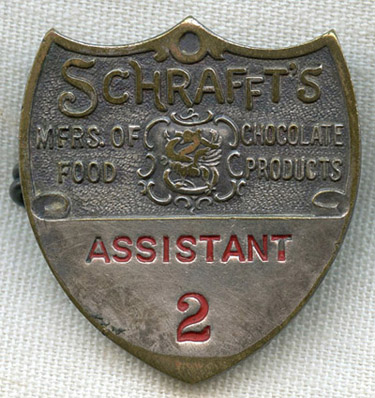 SCHRAFFT'S
MFRS. OF CHOCOLATE
FOOD PRODUCTS
ASSISTANT
2